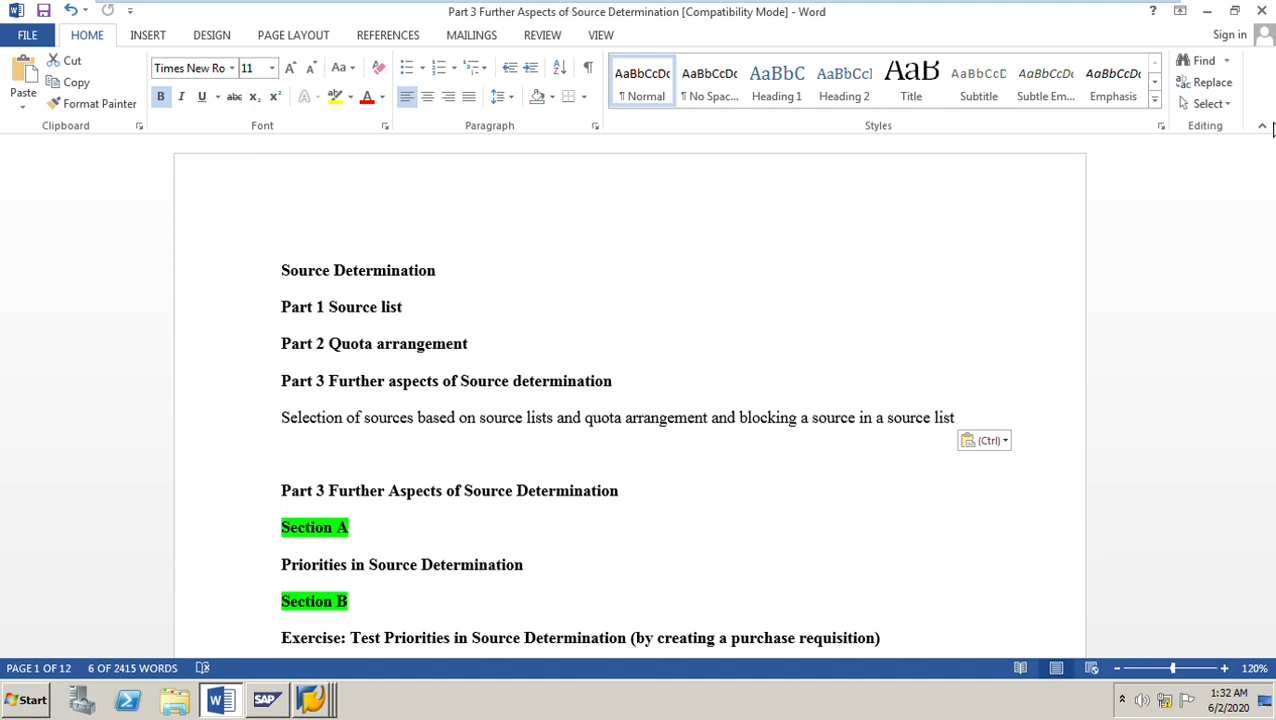 Part 3 Further Aspects of Source Determination [Compatibility Mode] - Word
?
Sign in
FILE HOME INSERT DESIGN PAGE LAYOUT REFERENCES MAILINGS REVIEW VIEW
Paste
Cut
Copy
Format Painter
Clipboard
Times New Ro 11
Aa
B I U abc x₂ x²
A A
Font
Paragraph
AaBbCcDc AaBbCcDc AaBbC AaBbCc AaB AaBbCcD AaBbCcDc AaBbCcDc
¶ Normal ¶ No Spac... Heading 1 Heading 2 Title Subtitle Subtle Em... Emphasis
Styles
Find
Replace
Select
Editing
Source Determination
Part 1 Source list
Part 2 Quota arrangement
Part 3 Further aspects of Source determination
Selection of sources based on source lists and quota arrangement and blocking a source in a source list
(Ctrl)
Part 3 Further Aspects of Source Determination
Section A
Priorities in Source Determination
Section B
Exercise: Test Priorities in Source Determination (by creating a purchase requisition)
PAGE 1 OF 12 6 OF 2415 WORDS
120%
Start
SAP
1:32 AM
6/2/2020